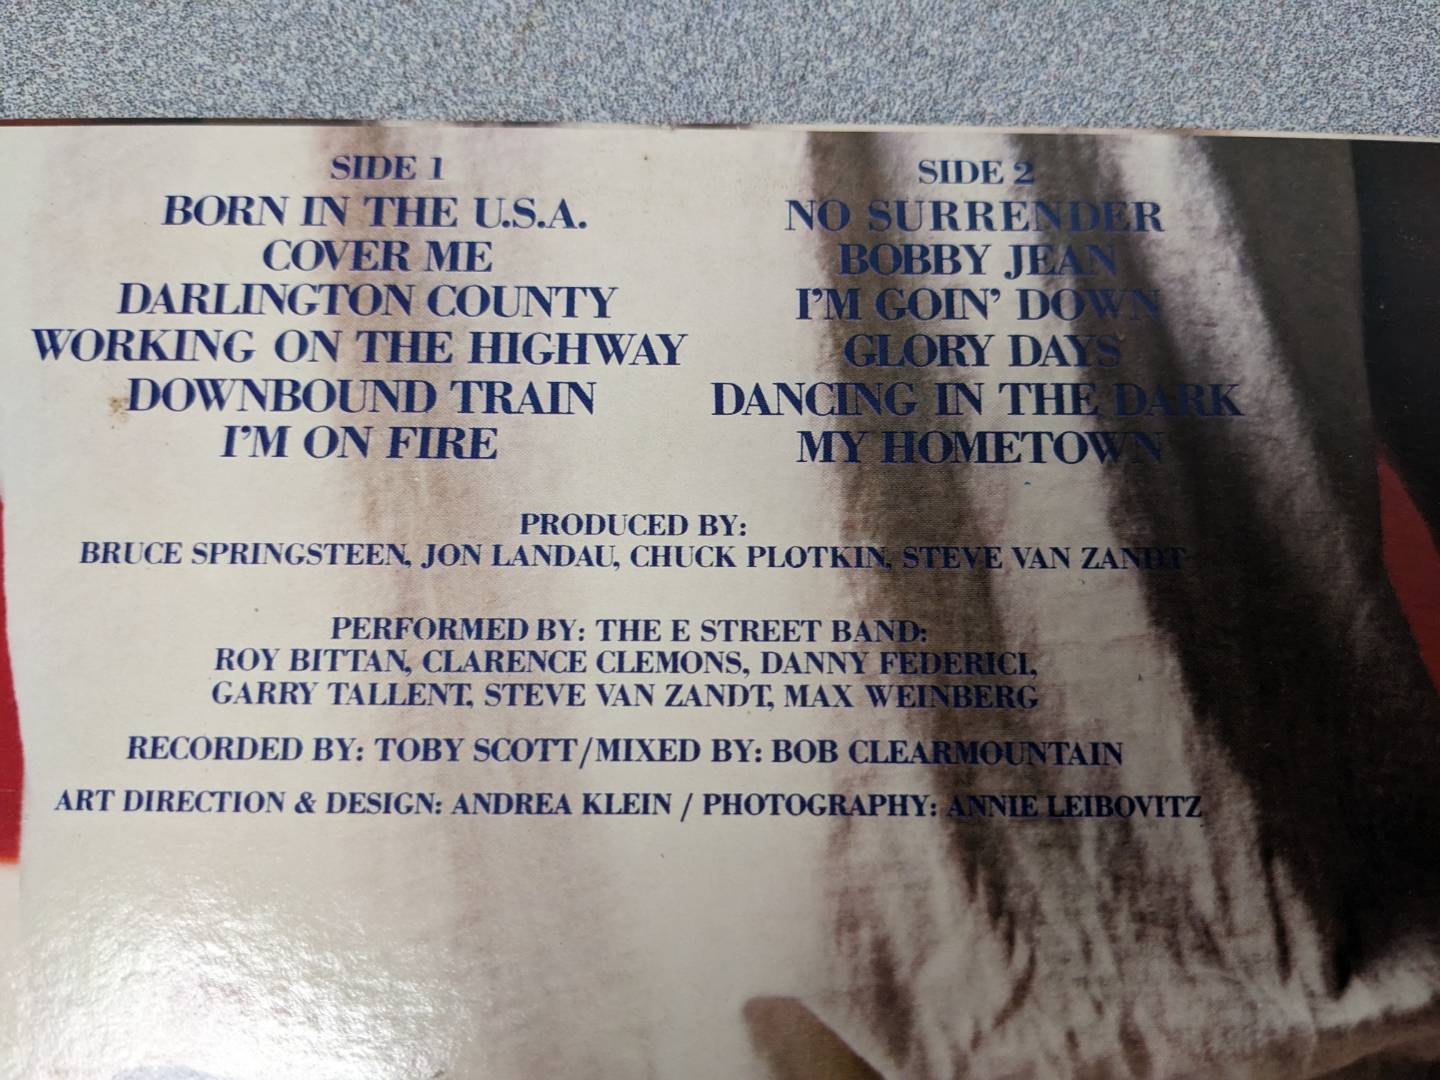 SIDE 1
BORN IN THE U.S.A.
COVER ME
DARLINGTON COUNTY
WORKING ON THE HIGHWAY
DOWNBOUND TRAIN
I'M ON FIRE
SIDE 2
NO SURRENDER
BOBBY JEAN
I'M GOIN' DOWN
GLORY DAYS
DANCING IN THE DARK
MY HOMETOWN
PRODUCED BY:
BRUCE SPRINGSTEEN, JON LANDAU, CHUCK PLOTKIN, STEVE VAN ZANDT
PERFORMED BY: THE E STREET BAND:
ROY BITTAN, CLARENCE CLEMONS, DANNY FEDERICI,
GARRY TALLENT, STEVE VAN ZANDT, MAX WEINBERG
RECORDED BY: TOBY SCOTT/MIXED BY: BOB CLEARMOUNTAIN
ART DIRECTION & DESIGN: ANDREA KLEIN / PHOTOGRAPHY: ANNIE LEIBOVITZ